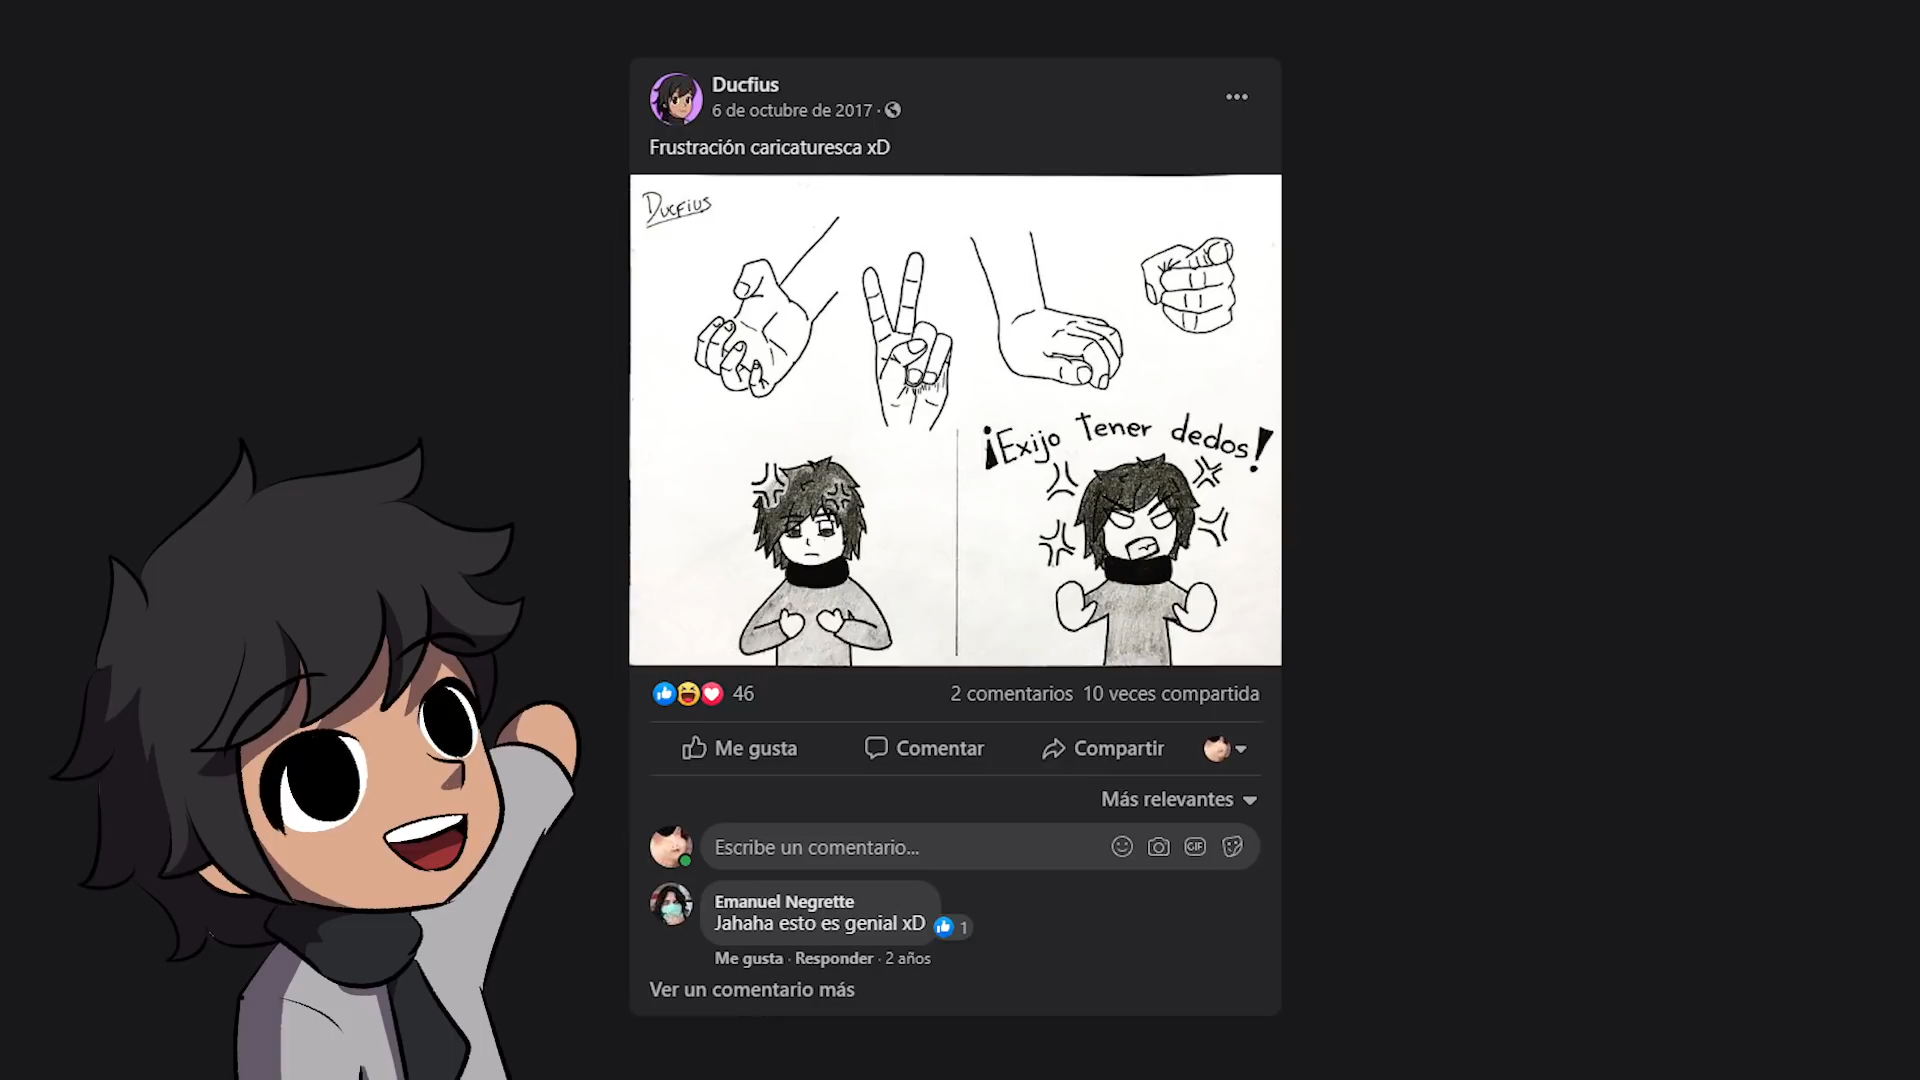 Ducfius
6 de octubre de 2017 ·
Frustración caricaturesca xD
Ducfius
¡Exijo tener dedos!
46
2 comentarios 10 veces compartida
Me gusta Comentar Compartir
Más relevantes
Escribe un comentario...
GIF
Emanuel Negrette
Jahaha esto es genial xD
1
Me gusta · Responder · 2 años
Ver un comentario más